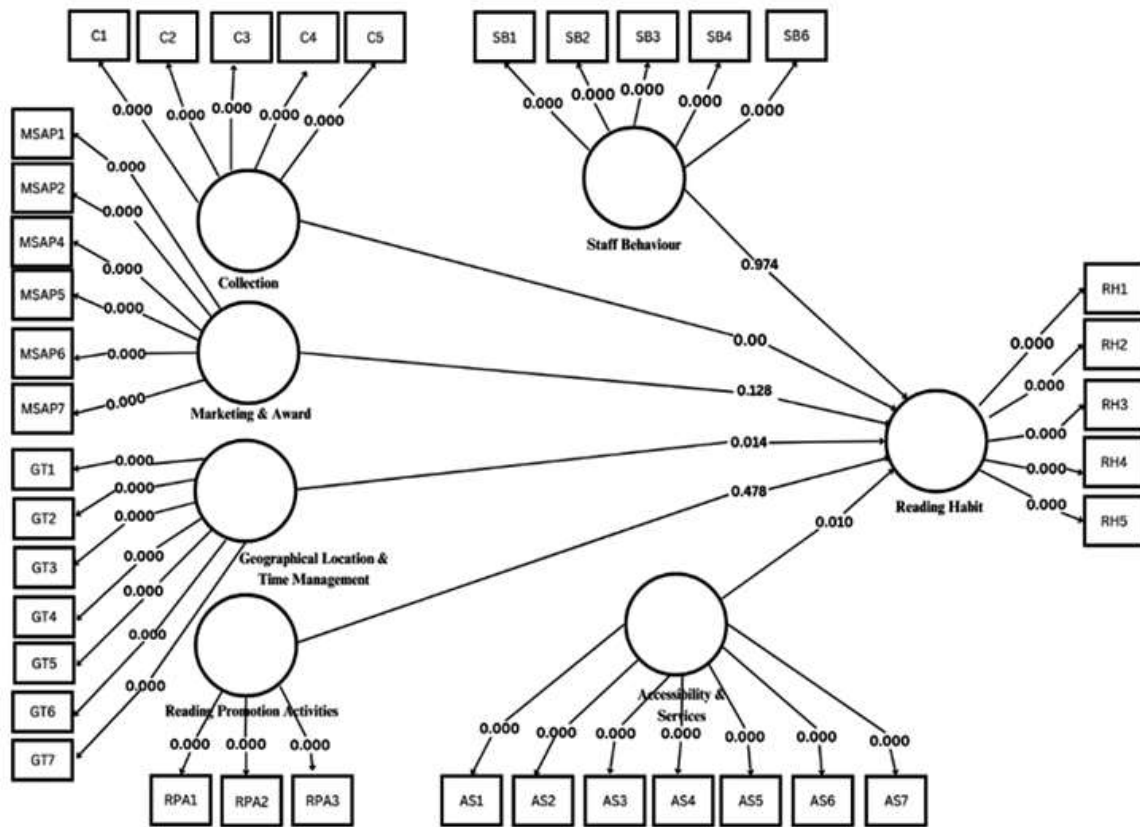 C1 C2 C3 C4 C5 SB1 SB2 SB3 SB4 SB6
0.000 0.000 0.000 0.000 0.000 0.000 0.000 0.000 0.000 0.000
MSAP1
0.000
MSAP2
0.000
MSAP4
0.000
MSAP5
0.000
MSAP6
0.000
MSAP7
0.000
Collection
Staff Behaviour
0.974
0.00
Marketing & Award
0.128
RH1
0.000
RH2
0.000
RH3
0.000
RH4
0.000
RH5
0.000
Reading Habit
GT1
0.000
GT2
0.000
GT3
0.000
GT4
0.000
GT5
0.000
GT6
0.000
GT7
0.000
0.014
0.478
0.010
Geographical Location &
Time Management
Reading Promotion Activities
Accessibility &
Services
0.000 0.000 0.000 0.000 0.000 0.000 0.000 0.000 0.000 0.000
RPA1 RPA2 RPA3 AS1 AS2 AS3 AS4 AS5 AS6 AS7